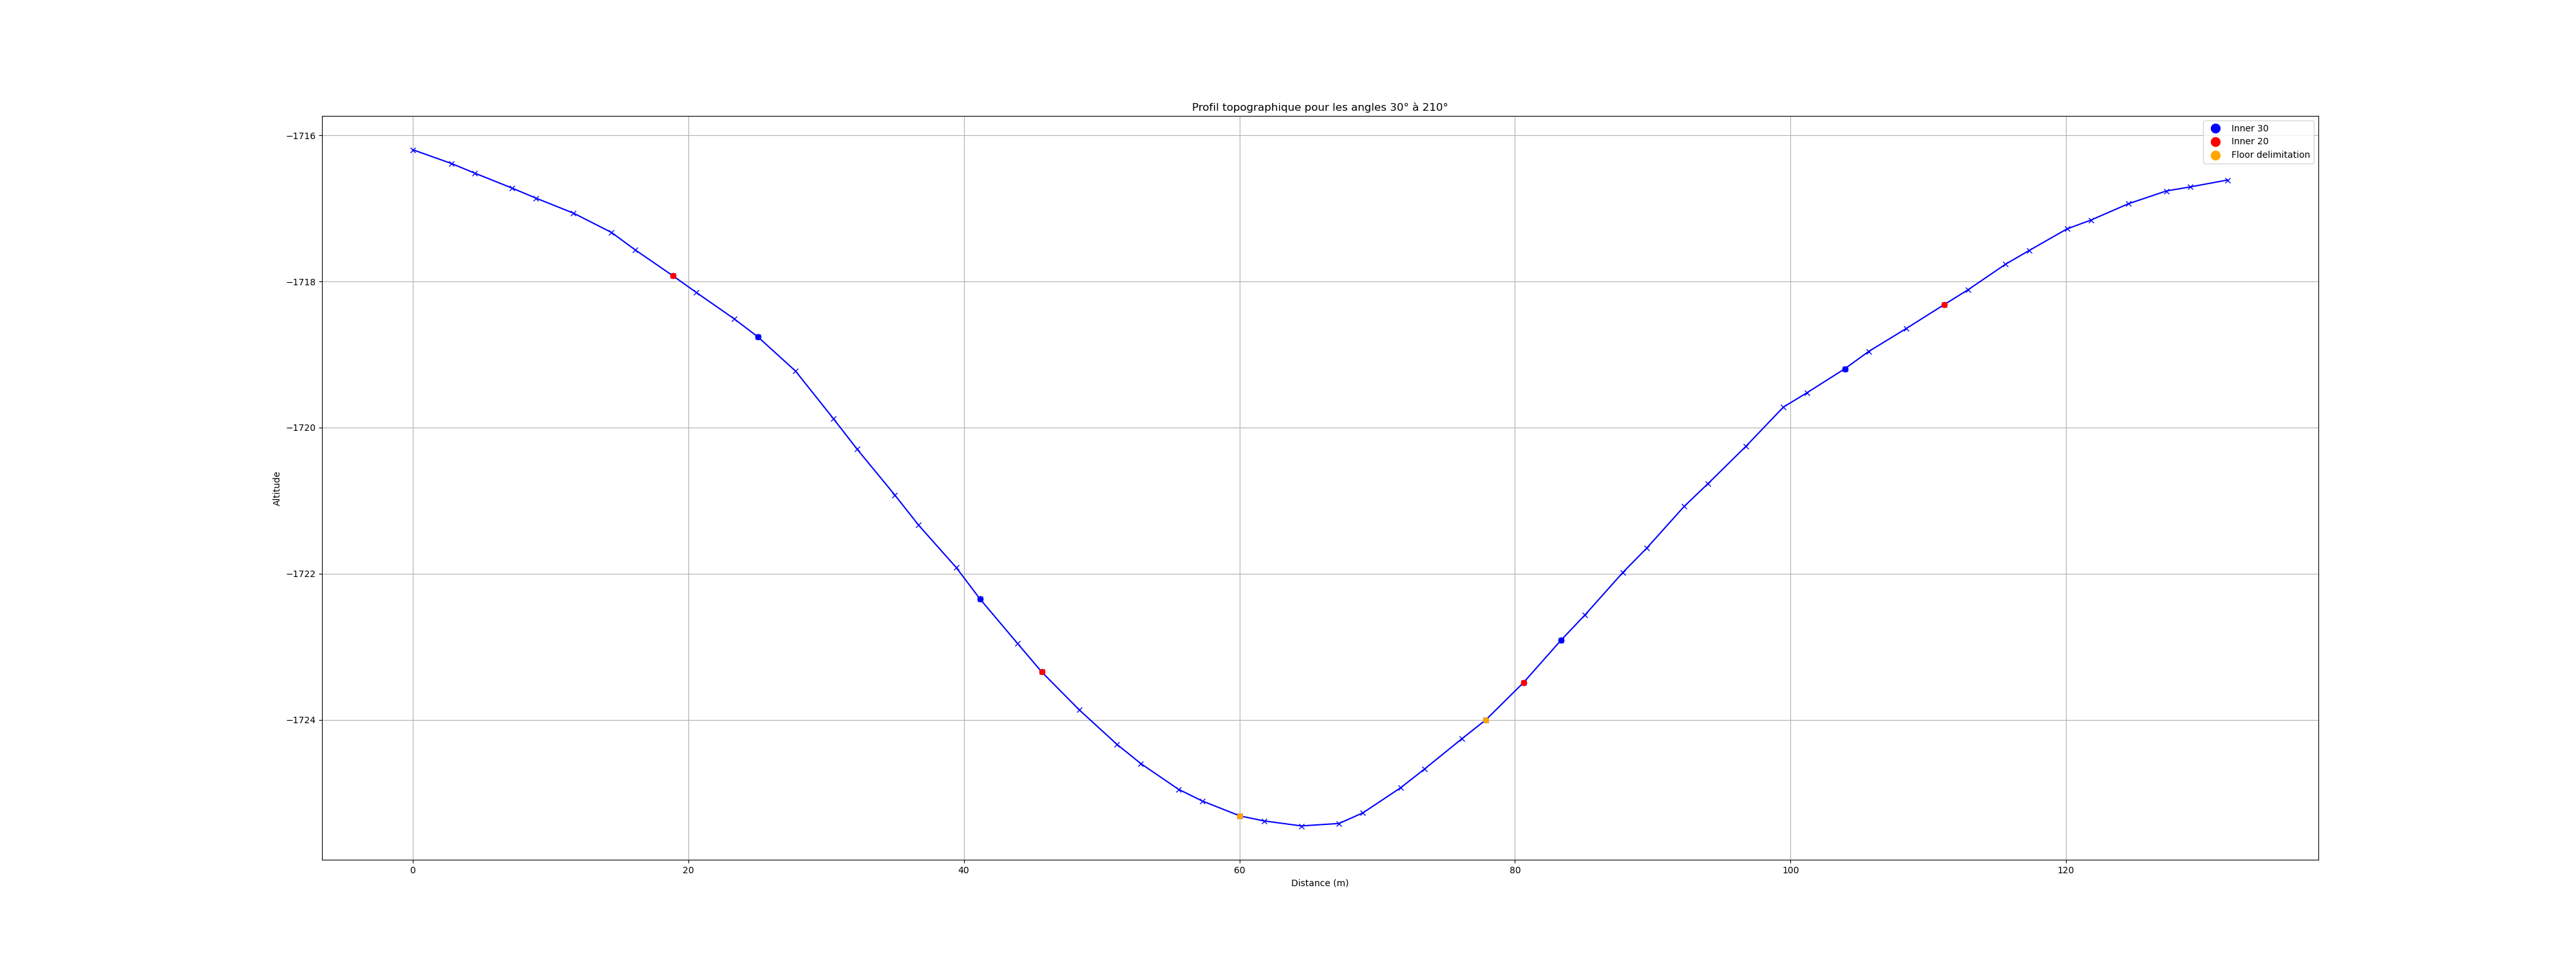 Profil topographique pour les angles 30° à 210°
Inner 30
Inner 20
Floor delimitation
Altitude
−1716
−1718
−1720
−1722
−1724
0 20 40 60 80 100 120
Distance (m)